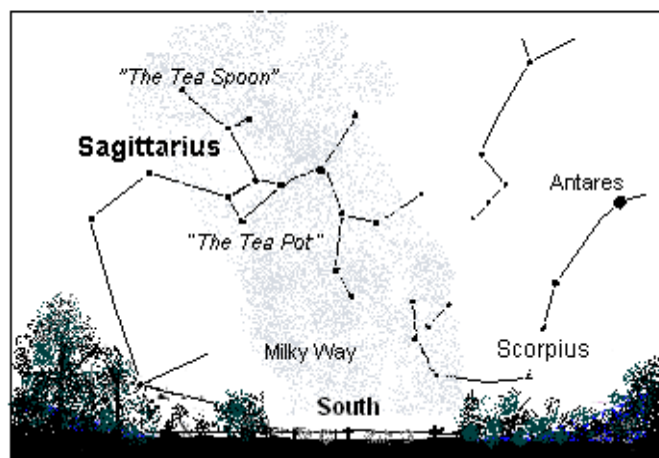 "The Tea Spoon"
Sagittarius
Antares
"The Tea Pot"
Milky Way
Scorpius
South